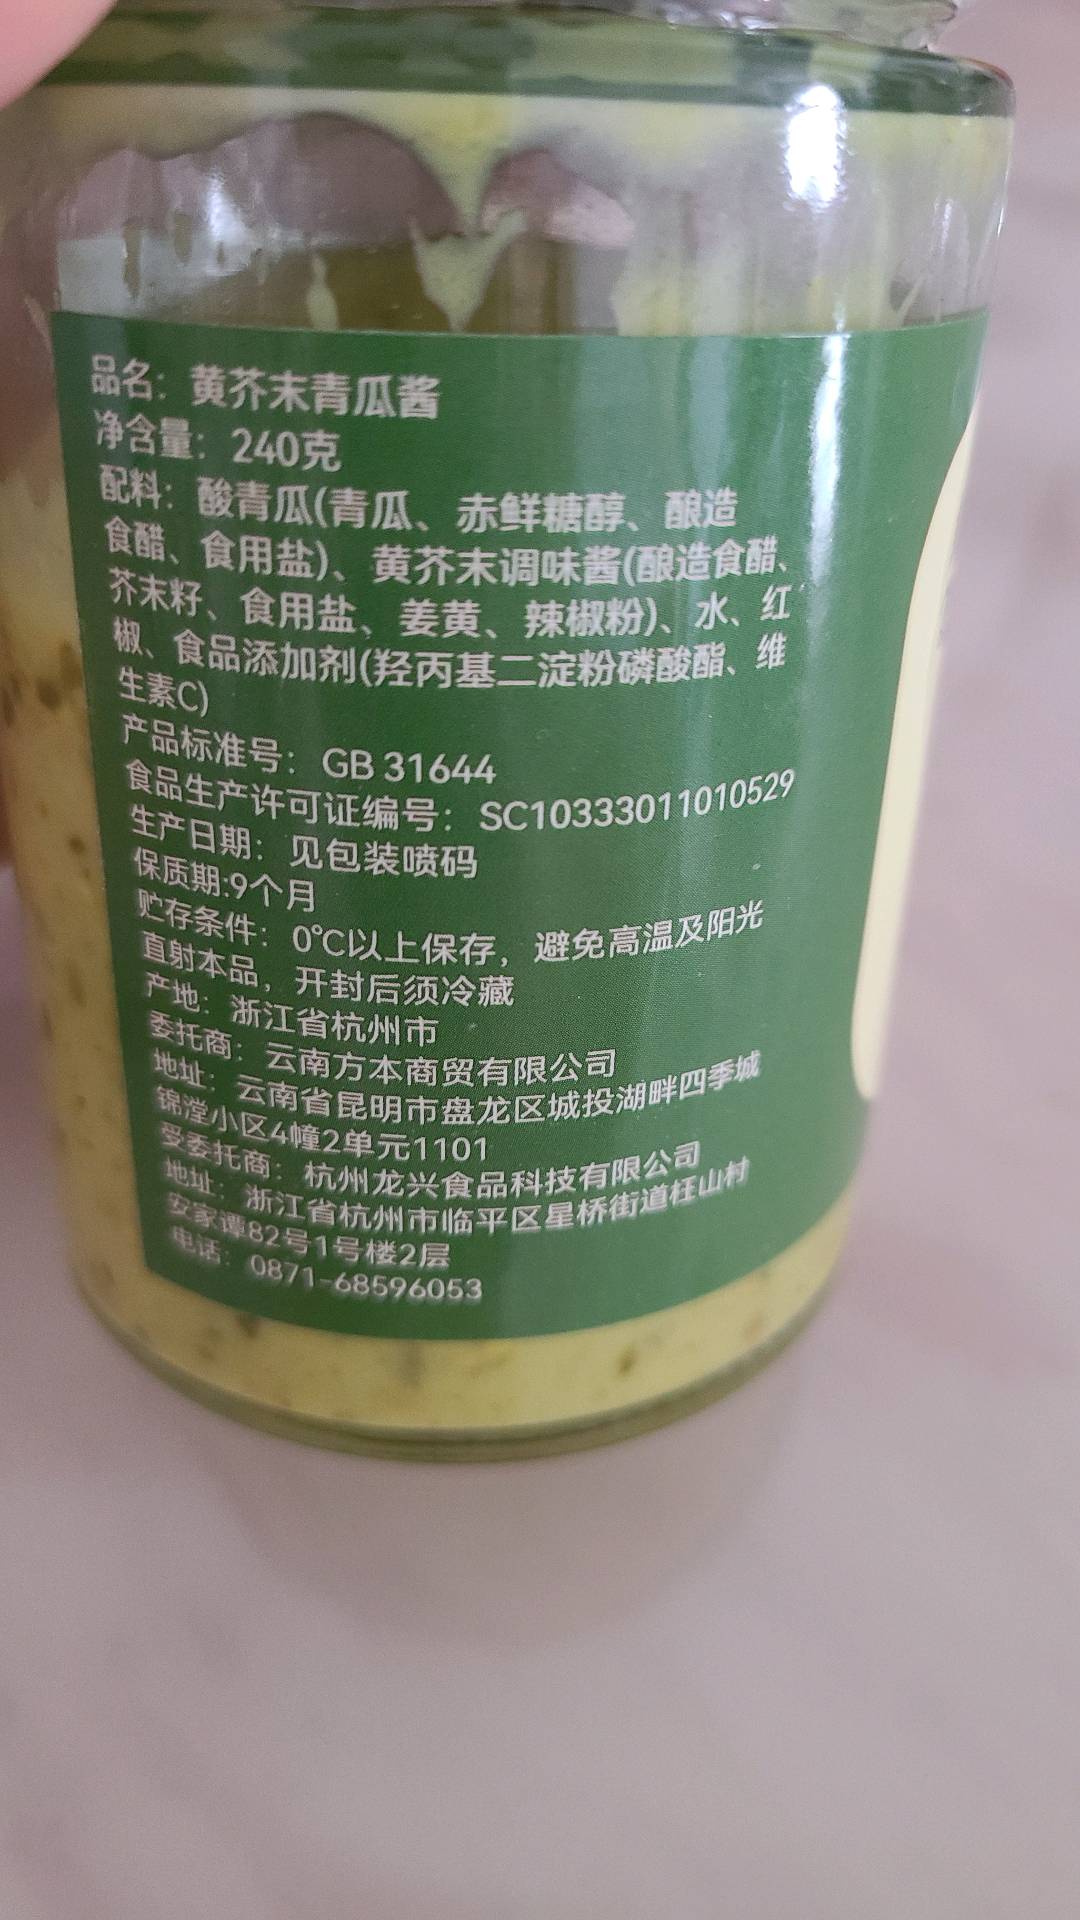 品名：黄芥末青瓜酱
净含量：240克
配料：酸青瓜(青瓜、赤鲜糖醇、酿造
食醋、食用盐)、黄芥末调味酱(酿造食醋、
芥末籽、食用盐、姜黄、辣椒粉)、水、红
椒、食品添加剂(羟丙基二淀粉磷酸酯、维
生素C)
产品标准号：GB 31644
食品生产许可证编号：SC10333011010529
生产日期：见包装喷码
保质期:9个月
贮存条件：0℃以上保存，避免高温及阳光
直射本品，开封后须冷藏
产地：浙江省杭州市
委托商：云南方本商贸有限公司
地址：云南省昆明市盘龙区城投湖畔四季城
锦滢小区4幢2单元1101
受委托商：杭州龙兴食品科技有限公司
地址：浙江省杭州市临平区星桥街道枉山村
安家谭82号1号楼2层
电话：0871-68596053